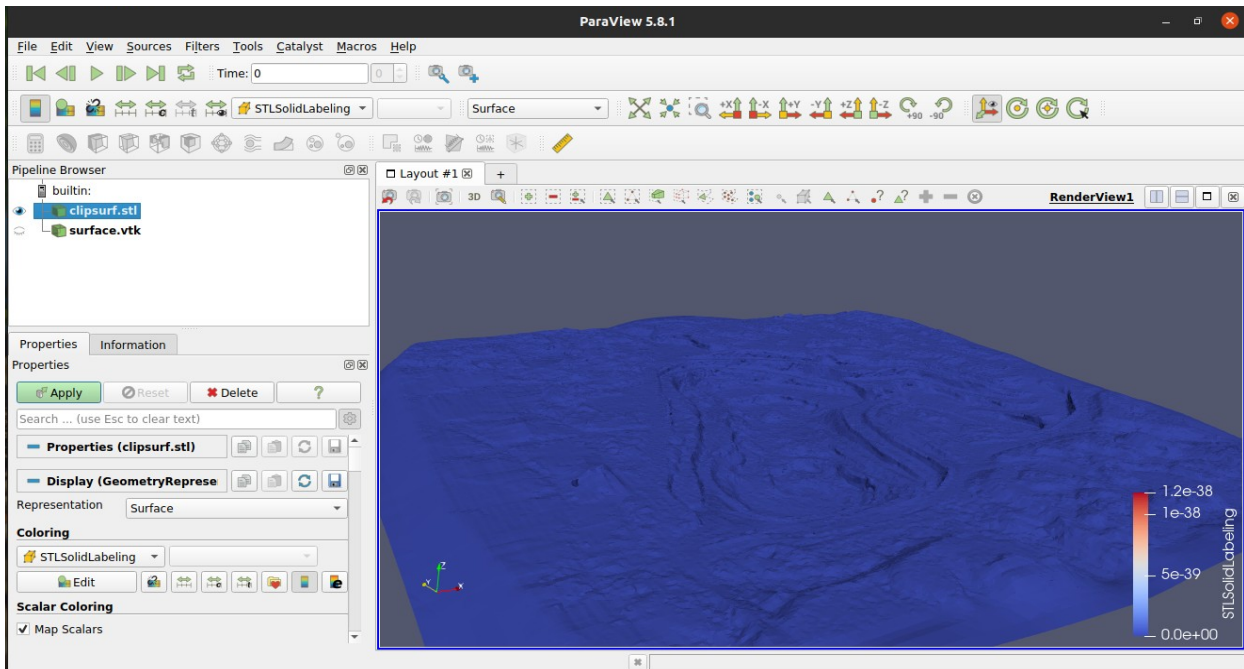 ParaView 5.8.1
File Edit View Sources Filters Tools Catalyst Macros Help
Time: 0 0
STLSolidLabeling Surface +X -X +Y -Y +Z -Z +90 -90
Pipeline Browser
Layout #1 +
builtin:
3D RenderView1
clipsurf.stl
surface.vtk
Properties Information
Properties
Apply Reset Delete ?
Search ... (use Esc to clear text)
Properties (clipsurf.stl)
Display (GeometryReprese
Representation Surface
Coloring
STLSolidLabeling
Edit
Scalar Coloring
Map Scalars
Z
Y
X
1.2e-38
1e-38
5e-39
0.0e+00
STLSolidLabeling